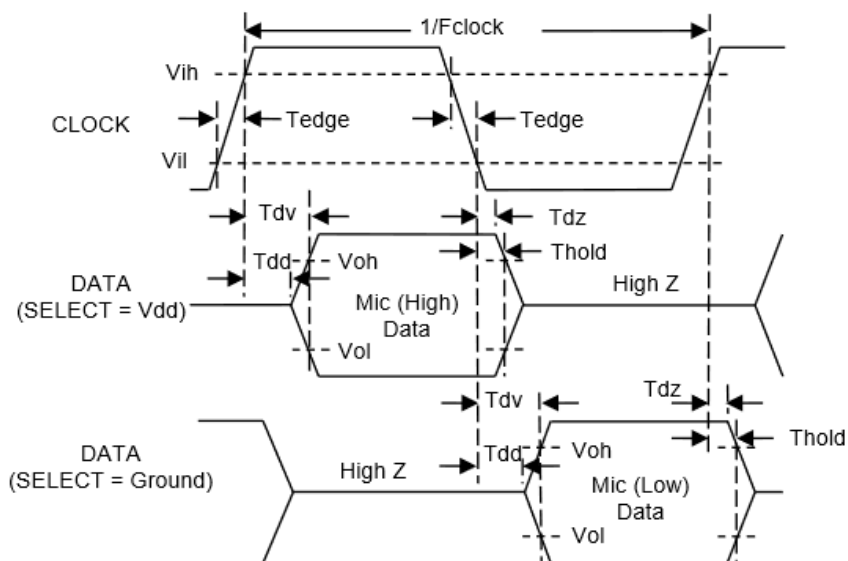 1/Fclock
Vih
CLOCK
Tedge
Tedge
Vil
Tdv
Tdz
Tdd
Voh
Thold
DATA
(SELECT = Vdd)
Mic (High)
Data
High Z
Vol
Tdv
Tdz
DATA
(SELECT = Ground)
High Z
Tdd
Voh
Thold
Mic (Low)
Data
Vol